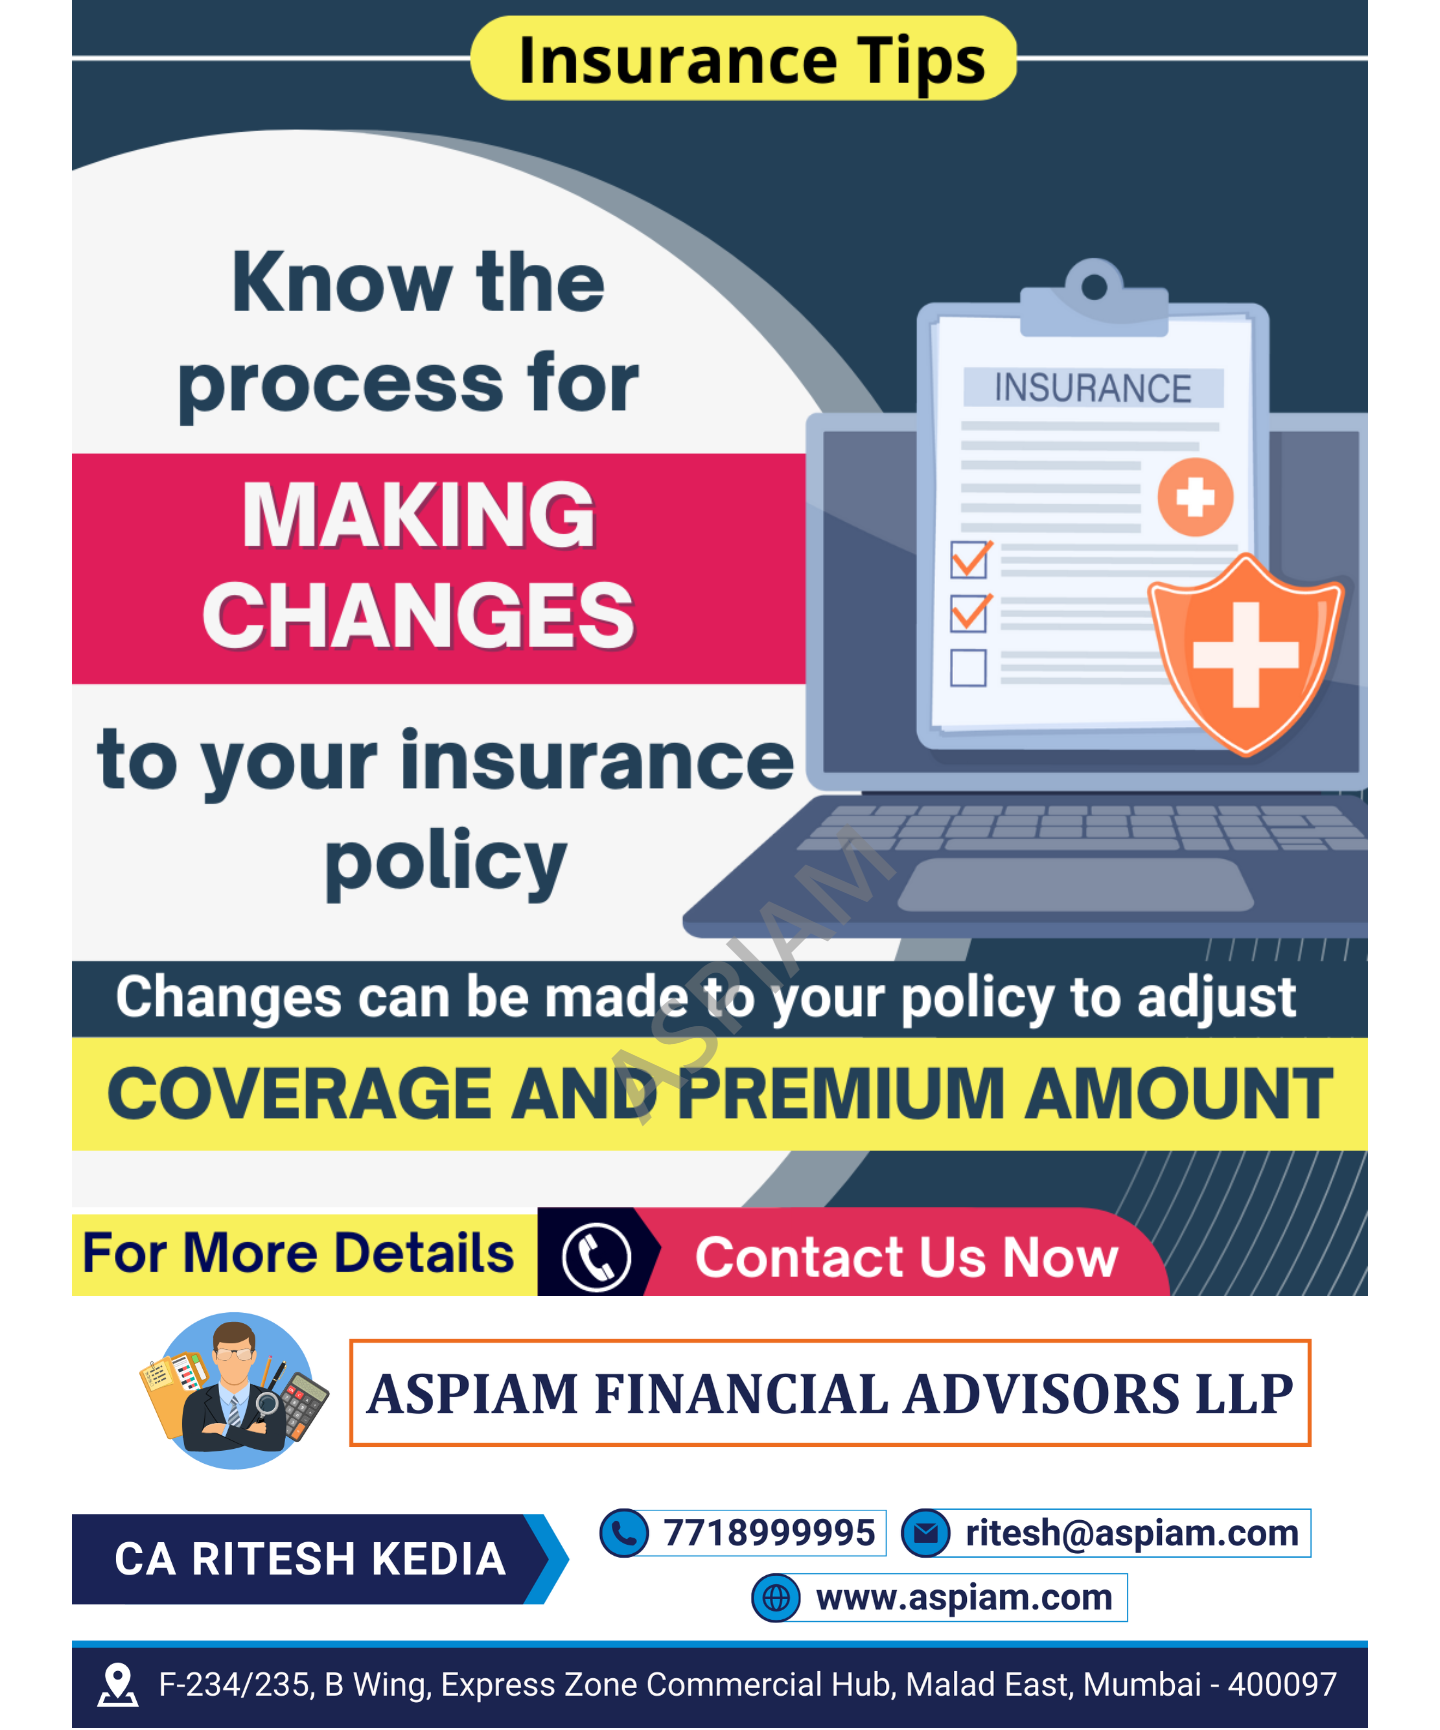 Insurance Tips
Know the
process for
MAKING
CHANGES
to your insurance
policy
INSURANCE
ASPIAM
Changes can be made to your policy to adjust
COVERAGE AND PREMIUM AMOUNT
For More Details
Contact Us Now
ASPIAM FINANCIAL ADVISORS LLP
CA RITESH KEDIA
7718999995
ritesh@aspiam.com
www.aspiam.com
F-234/235, B Wing, Express Zone Commercial Hub, Malad East, Mumbai - 400097